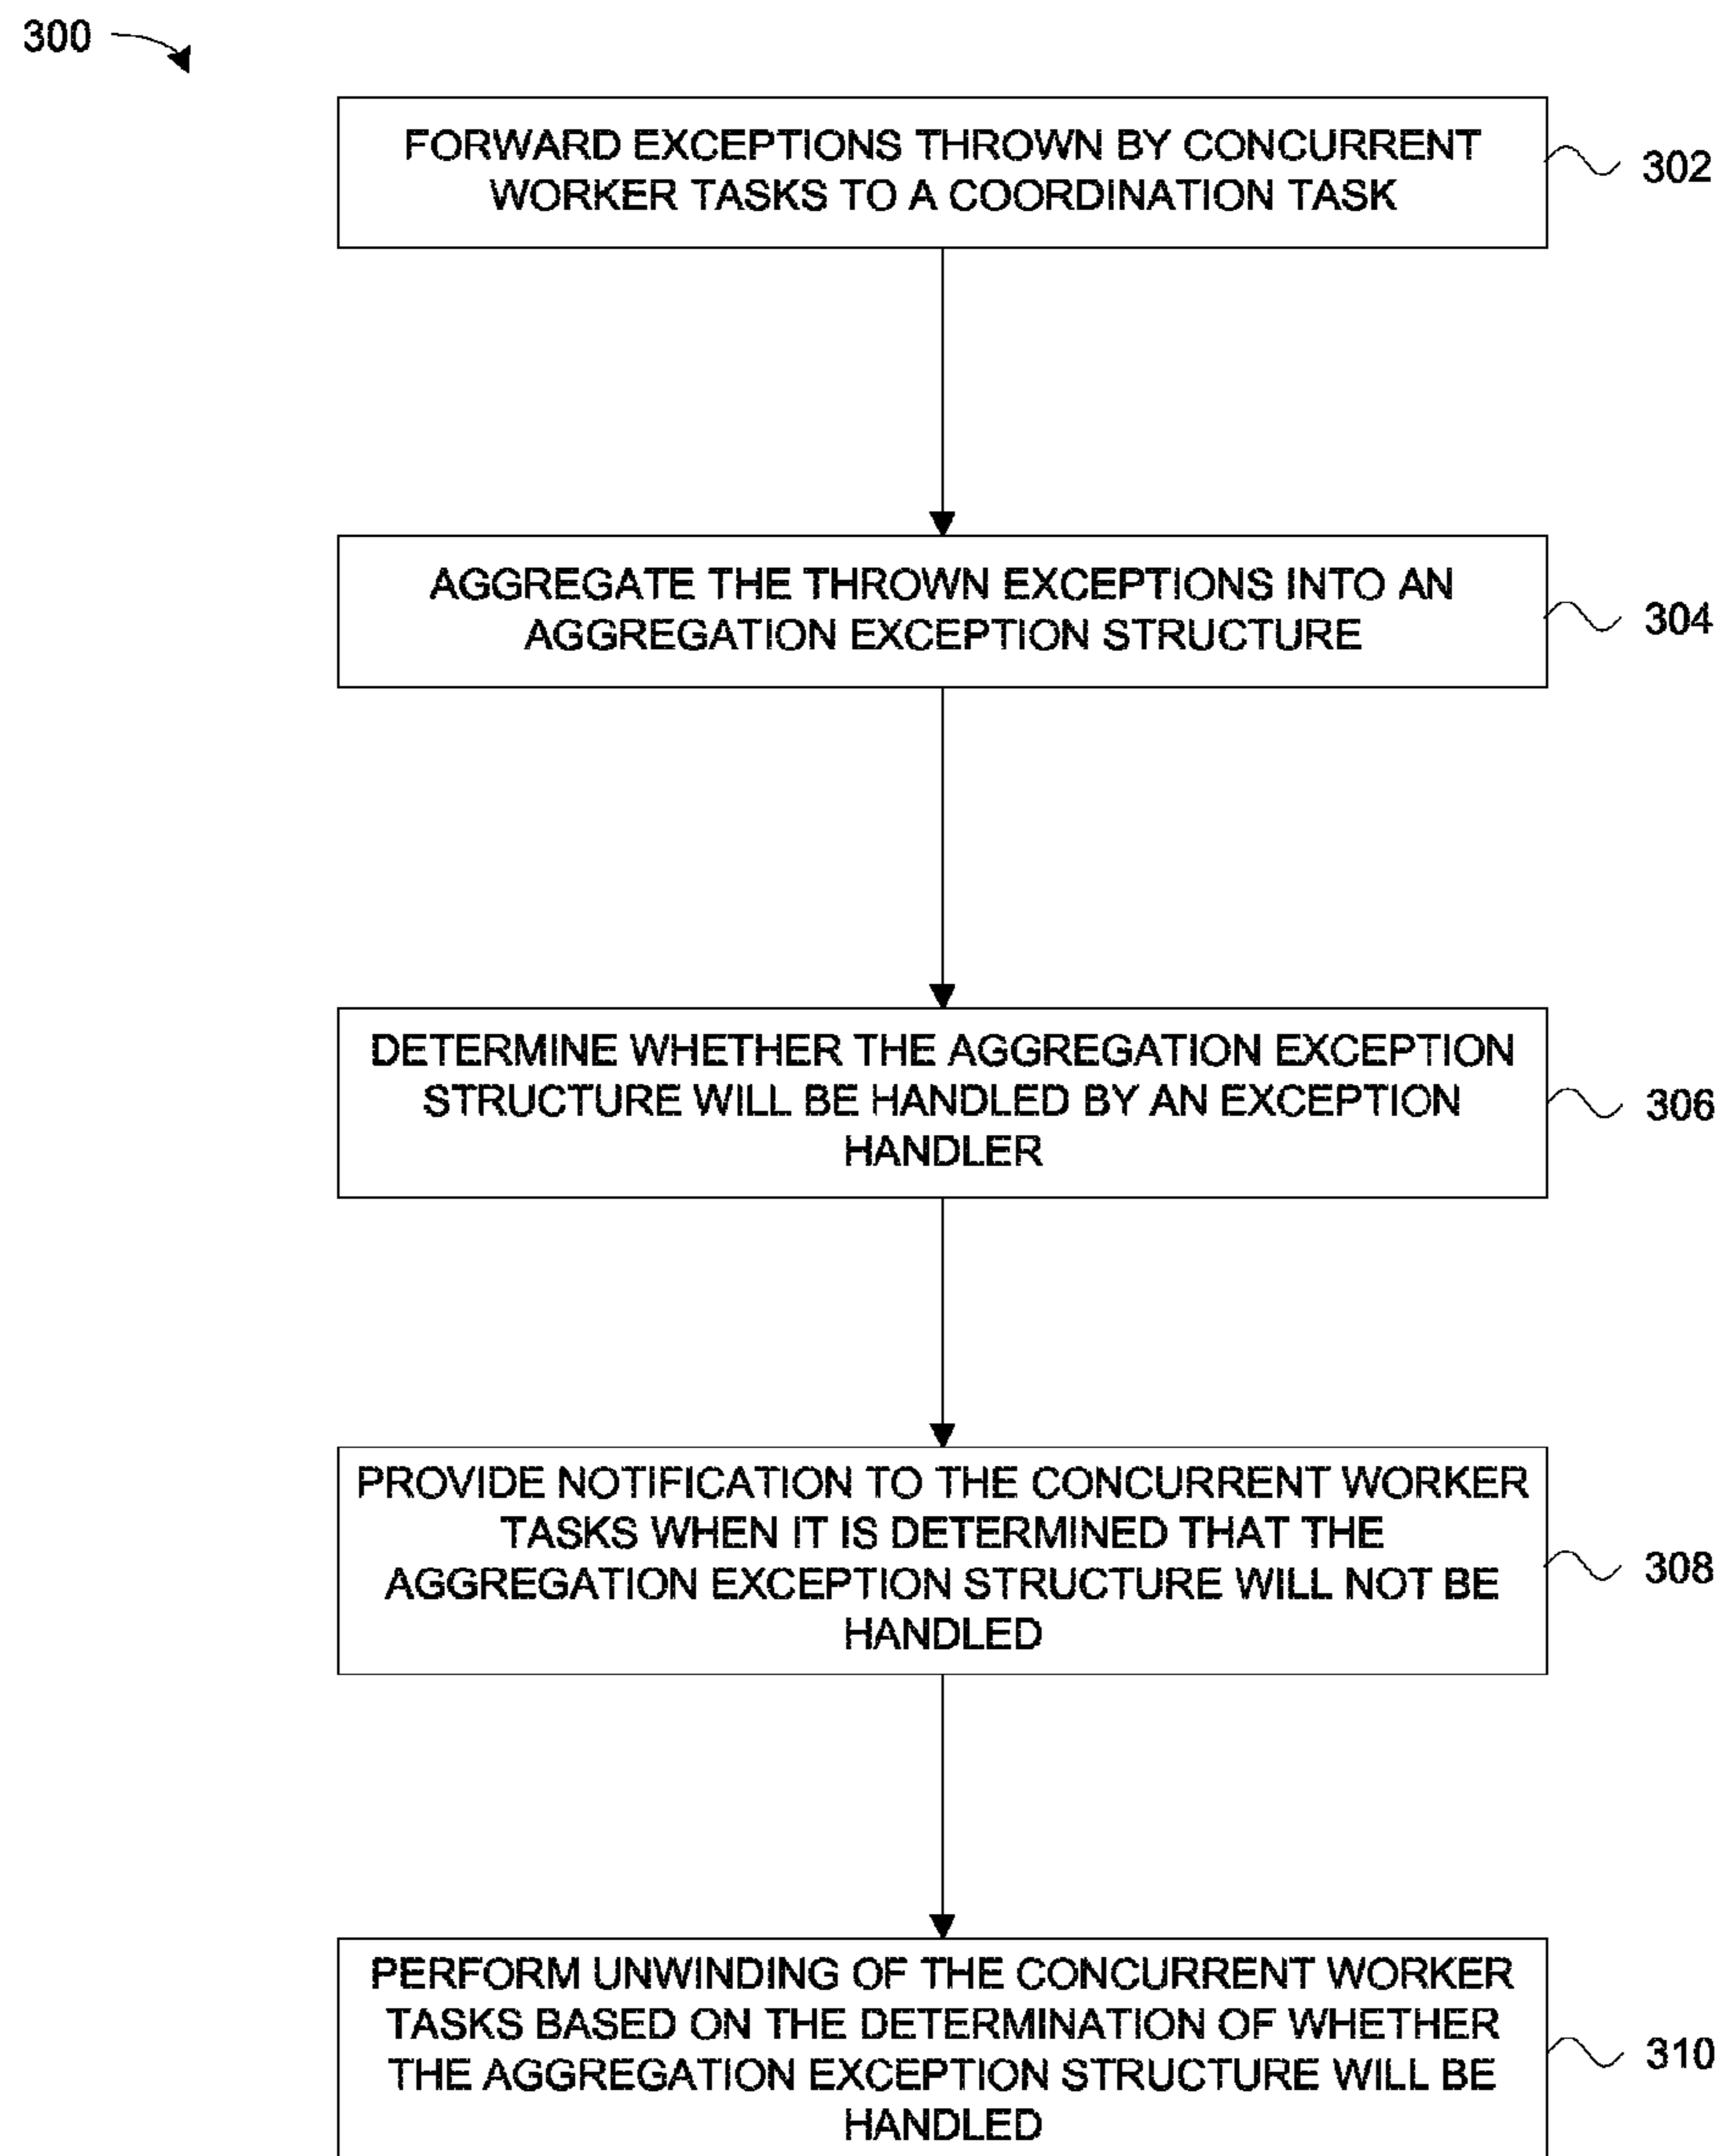 300
FORWARD EXCEPTIONS THROWN BY CONCURRENT
WORKER TASKS TO A COORDINATION TASK
302
AGGREGATE THE THROWN EXCEPTIONS INTO AN
AGGREGATION EXCEPTION STRUCTURE
304
DETERMINE WHETHER THE AGGREGATION EXCEPTION
STRUCTURE WILL BE HANDLED BY AN EXCEPTION
HANDLER
306
PROVIDE NOTIFICATION TO THE CONCURRENT WORKER
TASKS WHEN IT IS DETERMINED THAT THE
AGGREGATION EXCEPTION STRUCTURE WILL NOT BE
HANDLED
308
PERFORM UNWINDING OF THE CONCURRENT WORKER
TASKS BASED ON THE DETERMINATION OF WHETHER
THE AGGREGATION EXCEPTION STRUCTURE WILL BE
HANDLED
310